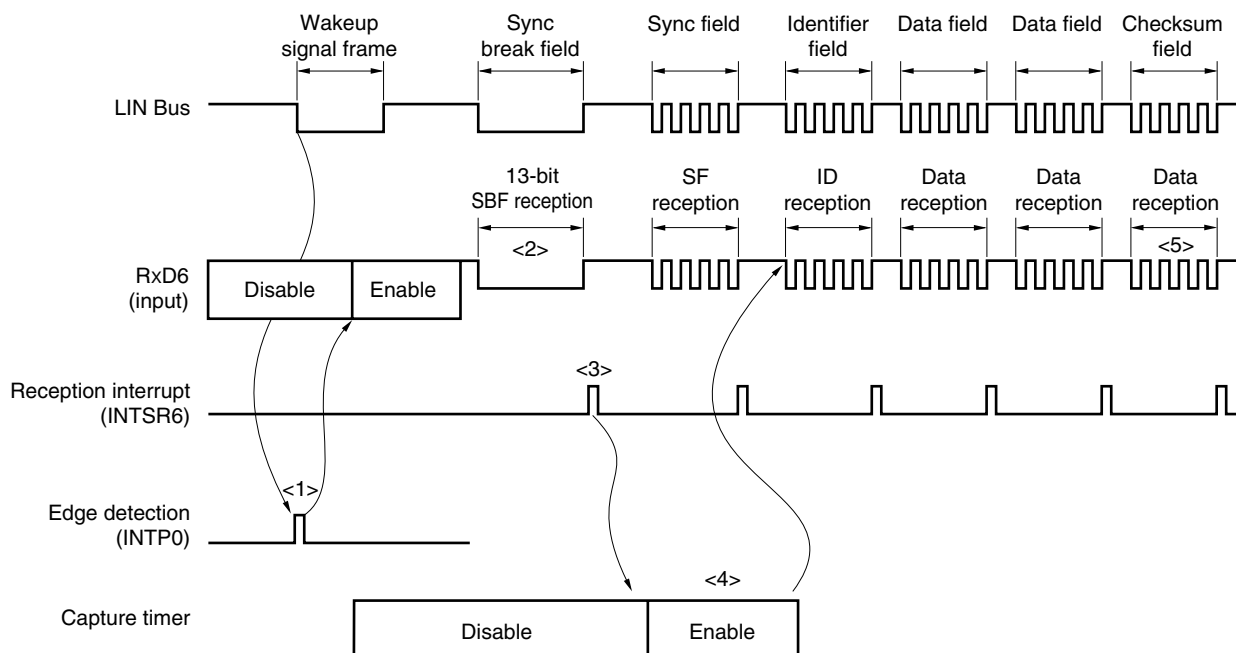 Wakeup
signal frame
Sync
break field
Sync field
Identifier
field
Data field
Data field
Checksum
field
LIN Bus
13-bit
SBF reception
SF
reception
ID
reception
Data
reception
Data
reception
Data
reception
<2>
<5>
RxD6
(input)
Disable
Enable
Reception interrupt
(INTSR6)
<3>
Edge detection
(INTP0)
<1>
Capture timer
Disable
<4>
Enable